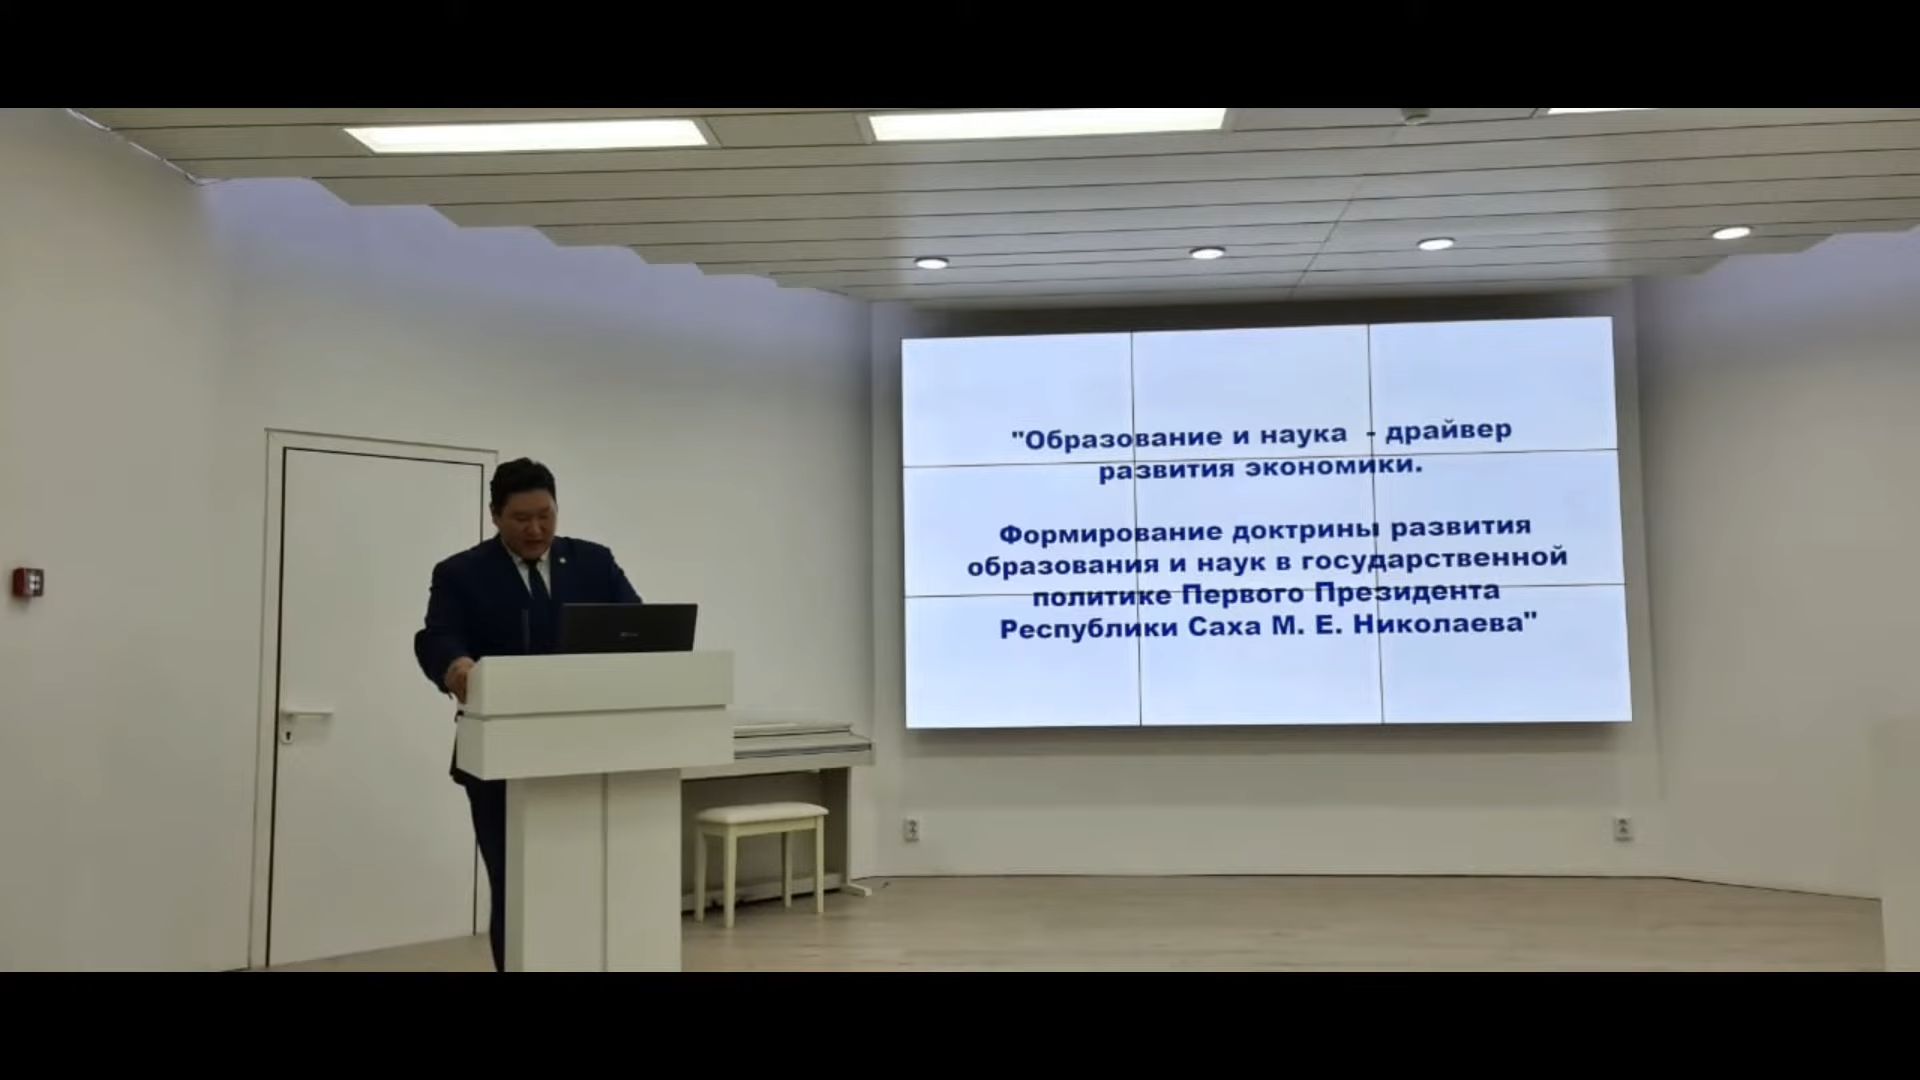 "Образование и наука - драйвер
развития экономики.
Формирование доктрины развития
образования и наук в государственной
политике Первого Президента
Республики Саха М. Е. Николаева"